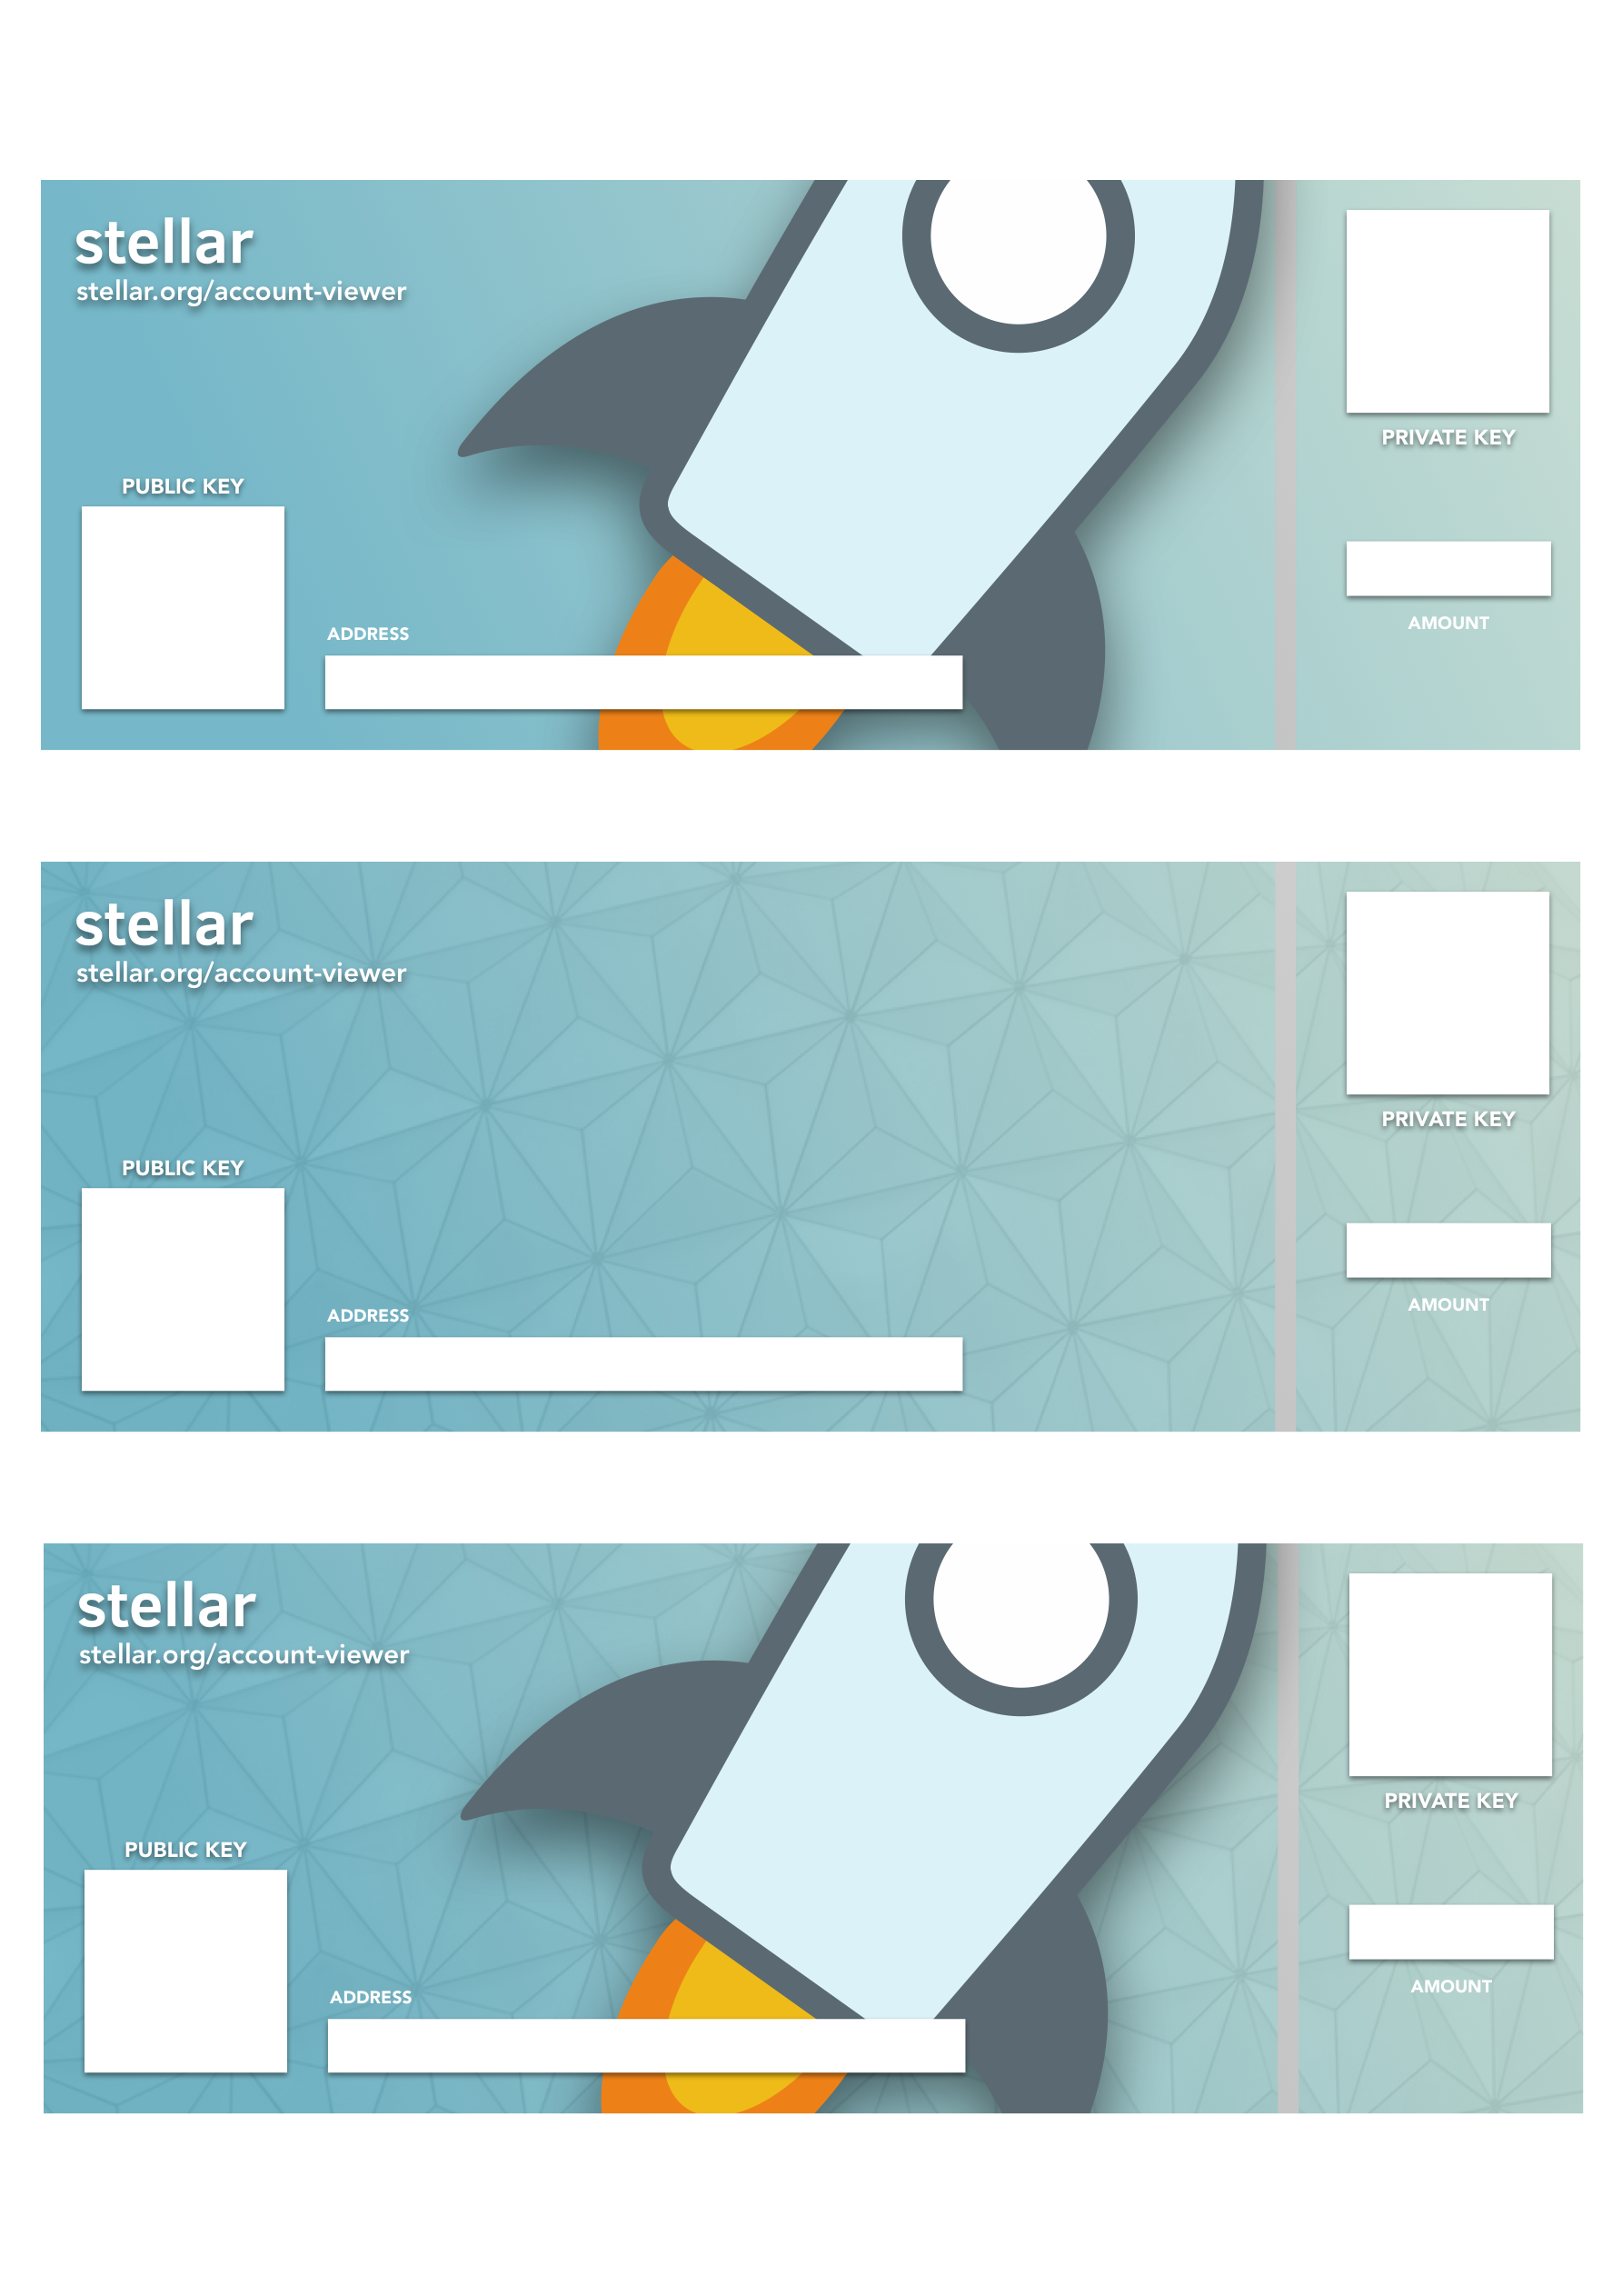 stellar
stellar.org/account-viewer
PRIVATE KEY
PUBLIC KEY
AMOUNT
ADDRESS
stellar
stellar.org/account-viewer
PRIVATE KEY
PUBLIC KEY
AMOUNT
ADDRESS
stellar
stellar.org/account-viewer
PRIVATE KEY
PUBLIC KEY
AMOUNT
ADDRESS